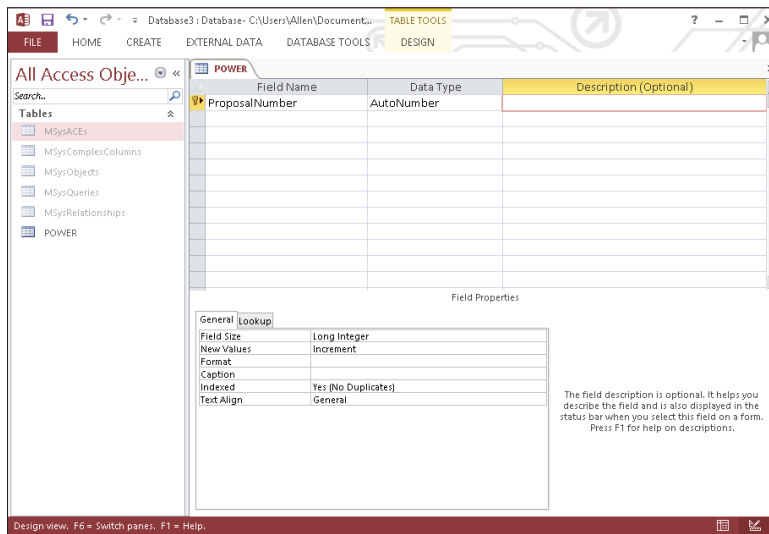 Database3 : Database- C:\Users\Allen\Document... TABLE TOOLS ?
FILE HOME CREATE EXTERNAL DATA DATABASE TOOLS DESIGN
All Access Obje... «
Search..
Tables
MSysACEs
MSysComplexColumns
MSysObjects
MSysQueries
MSysRelationships
POWER
POWER
Field Name Data Type Description (Optional)
ProposalNumber AutoNumber
Field Properties
General Lookup
Field Size Long Integer
New Values Increment
Format
Caption
Indexed Yes (No Duplicates)
Text Align General
The field description is optional. It helps you
describe the field and is also displayed in the
status bar when you select this field on a form.
Press F1 for help on descriptions.
Design view. F6 = Switch panes. F1 = Help.